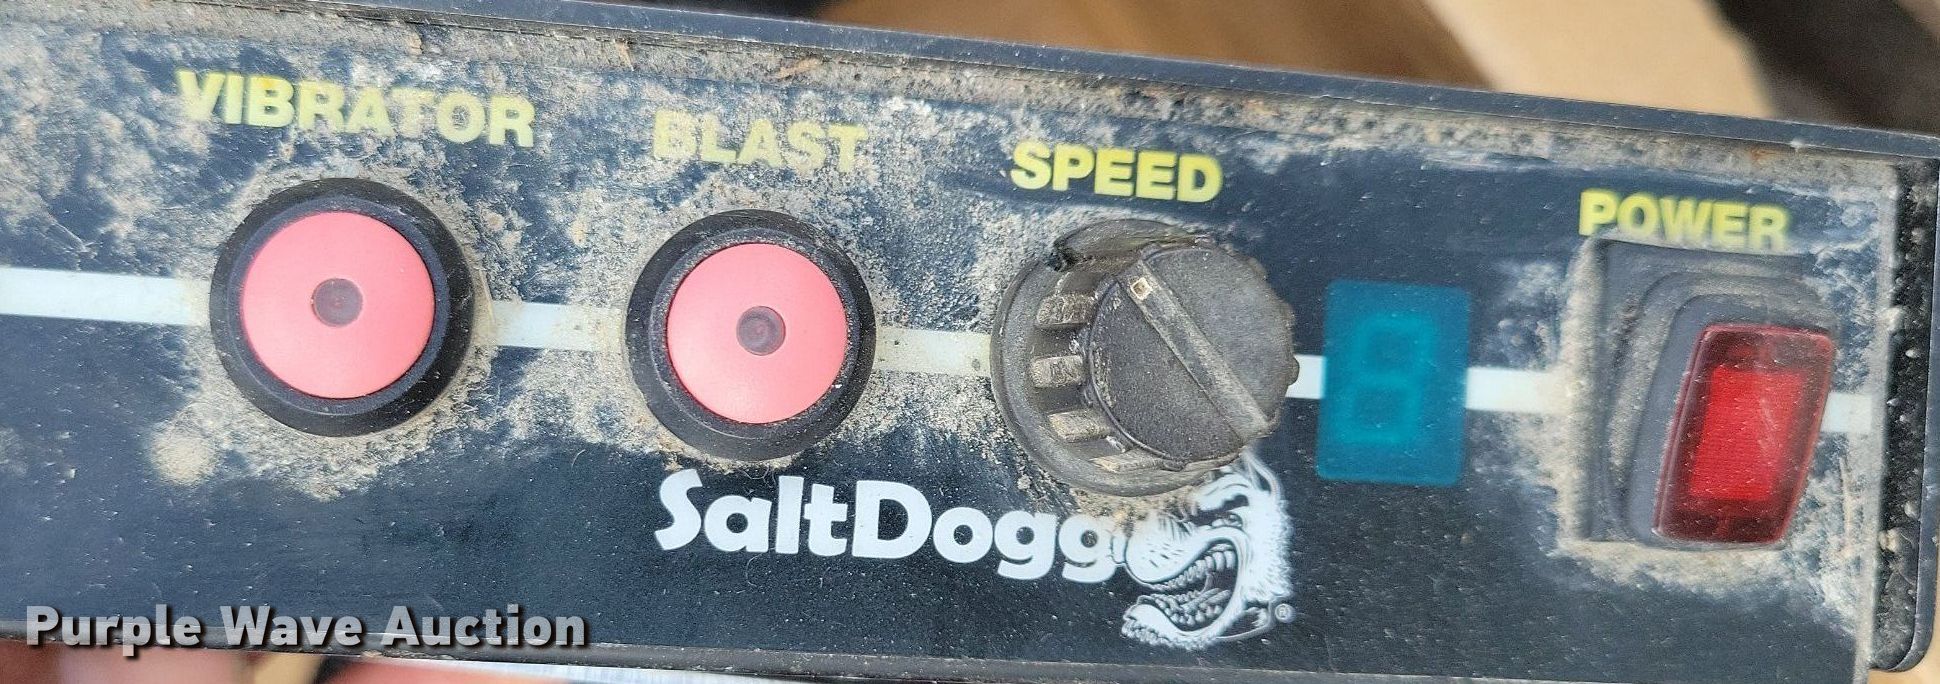 VIBRATOR
BLAST
SPEED
POWER
SaltDogg
®
Purple Wave Auction